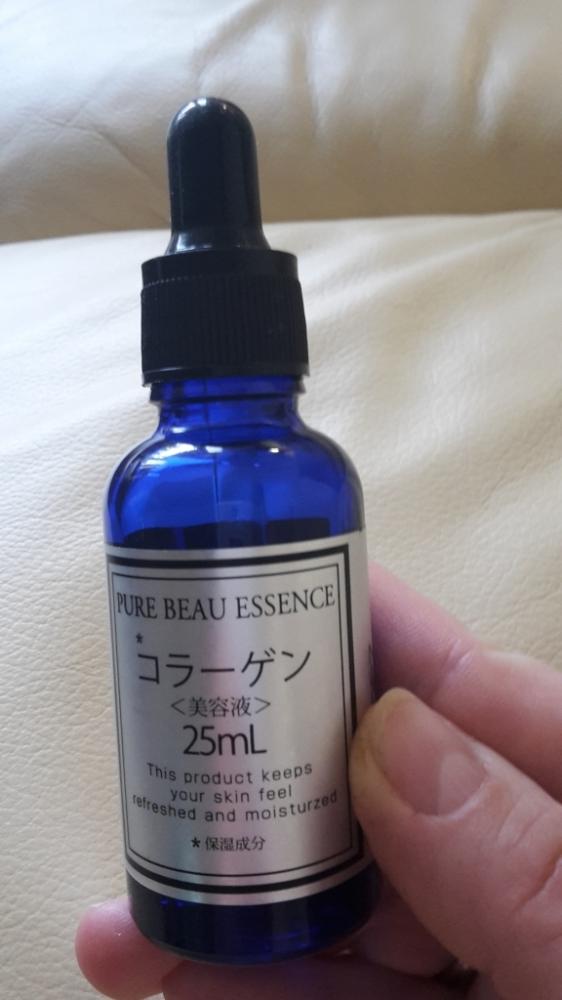 PURE BEAU ESSENCE
*
コラーゲン
＜美容液＞
25mL
This product keeps
your skin feel
refreshed and moisturzed
*保湿成分